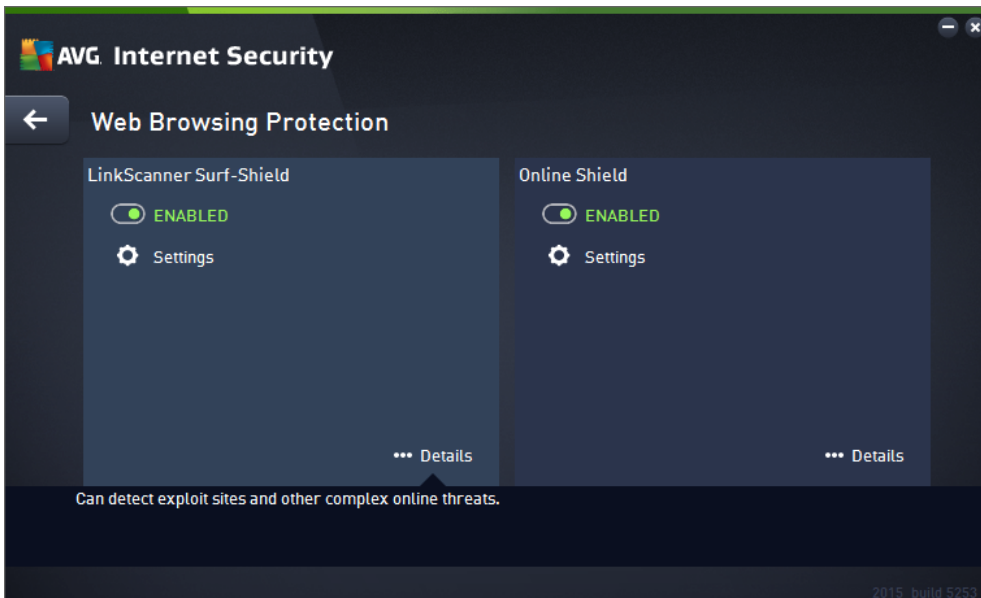 AVG. Internet Security
Web Browsing Protection
LinkScanner Surf-Shield
ENABLED
Settings
••• Details
Online Shield
ENABLED
Settings
••• Details
Can detect exploit sites and other complex online threats.
2015 build 5253